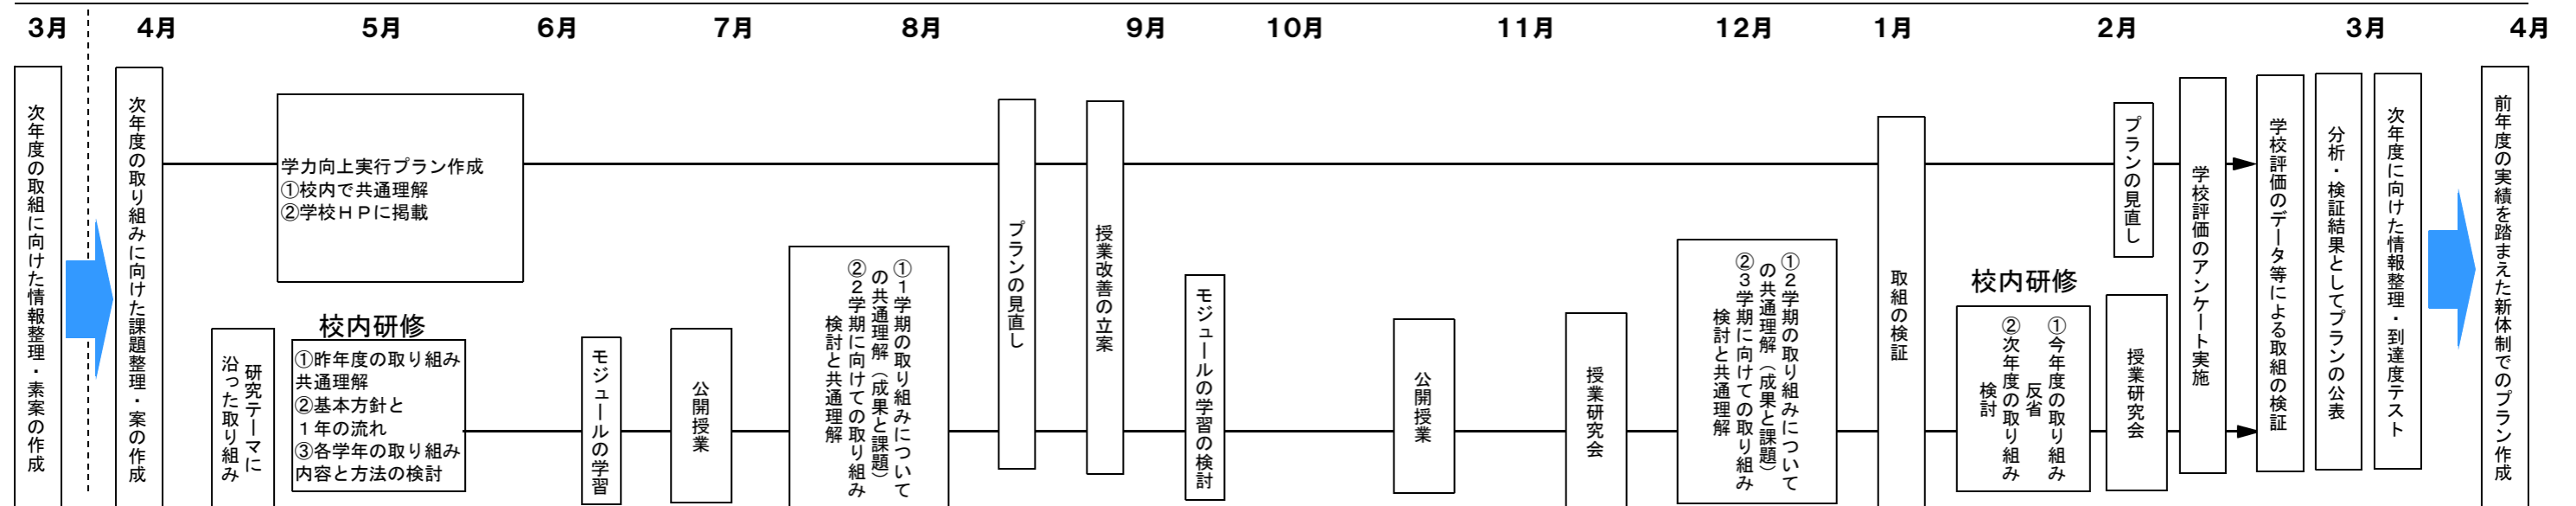 3月
4月
5月
6月
7月
8月
9月
10月
11月
12月
1月
2月
3月
4月
次年度の取組に向けた情報整理・素案の作成
次年度の取り組みに向けた課題整理・案の作成
研究テーマに
沿った取り組み
学力向上実行プラン作成
①校内で共通理解
②学校ＨＰに掲載
校内研修
①昨年度の取り組み
共通理解
②基本方針と
１年の流れ
③各学年の取り組み
内容と方法の検討
モジュールの学習
公開授業
①１学期の取り組みについて
の共通理解（成果と課題）
②２学期に向けての取り組み
検討と共通理解
プランの見直し
授業改善の立案
モジュールの学習の検討
公開授業
授業研究会
①２学期の取り組みについて
の共通理解（成果と課題）
②３学期に向けての取り組み
検討と共通理解
取組の検証
校内研修
①今年度の取り組み
反省
②次年度の取り組み
検討
プランの見直し
授業研究会
学校評価のアンケート実施
学校評価のデータ等による取組の検証
分析・検証結果としてプランの公表
次年度に向けた情報整理・到達度テスト
前年度の実績を踏まえた新体制でのプラン作成